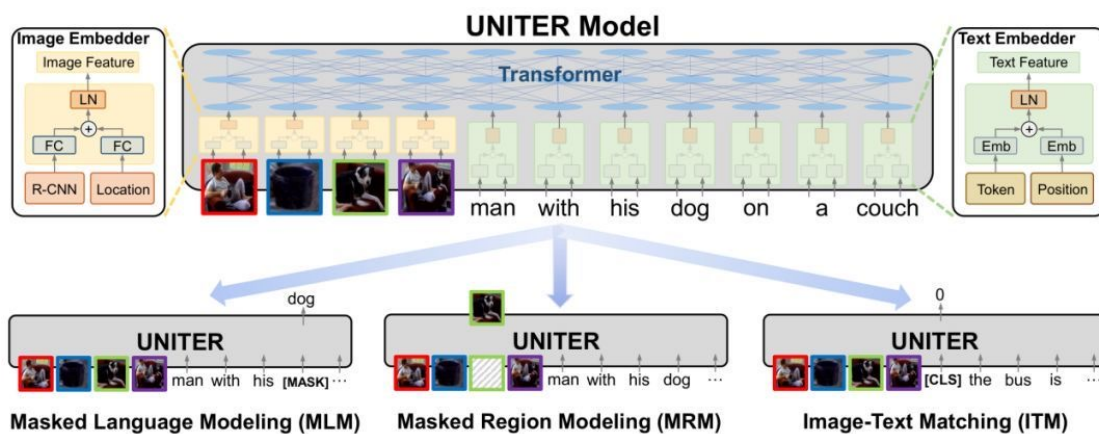 UNITER Model
Image Embedder
Image Feature
LN
+
FC FC
R-CNN Location
Transformer
man with his dog on a couch
Text Embedder
Text Feature
LN
+
Emb Emb
Token Position
dog
UNITER
man with his [MASK] ...
Masked Language Modeling (MLM)
UNITER
man with his dog ...
Masked Region Modeling (MRM)
0
UNITER
[CLS] the bus is ...
Image-Text Matching (ITM)